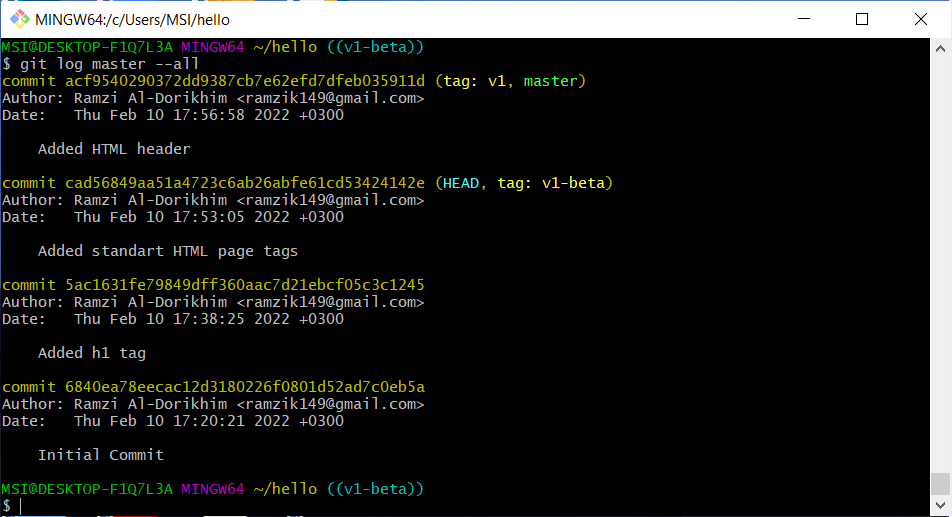 MINGW64:/c/Users/MSI/hello
MSI@DESKTOP-F1Q7L3A MINGW64 ~/hello ((v1-beta))
$ git log master --all
commit acf9540290372dd9387cb7e62efd7dfeb035911d (tag: v1, master)
Author: Ramzi Al-Dorikhim <ramzik149@gmail.com>
Date:   Thu Feb 10 17:56:58 2022 +0300
    Added HTML header
commit cad56849aa51a4723c6ab26abfe61cd53424142e (HEAD, tag: v1-beta)
Author: Ramzi Al-Dorikhim <ramzik149@gmail.com>
Date:   Thu Feb 10 17:53:05 2022 +0300
    Added standart HTML page tags
commit 5ac1631fe79849dff360aac7d21ebcf05c3c1245
Author: Ramzi Al-Dorikhim <ramzik149@gmail.com>
Date:   Thu Feb 10 17:38:25 2022 +0300
    Added h1 tag
commit 6840ea78eecac12d3180226f0801d52ad7c0eb5a
Author: Ramzi Al-Dorikhim <ramzik149@gmail.com>
Date:   Thu Feb 10 17:20:21 2022 +0300
    Initial Commit
MSI@DESKTOP-F1Q7L3A MINGW64 ~/hello ((v1-beta))
$